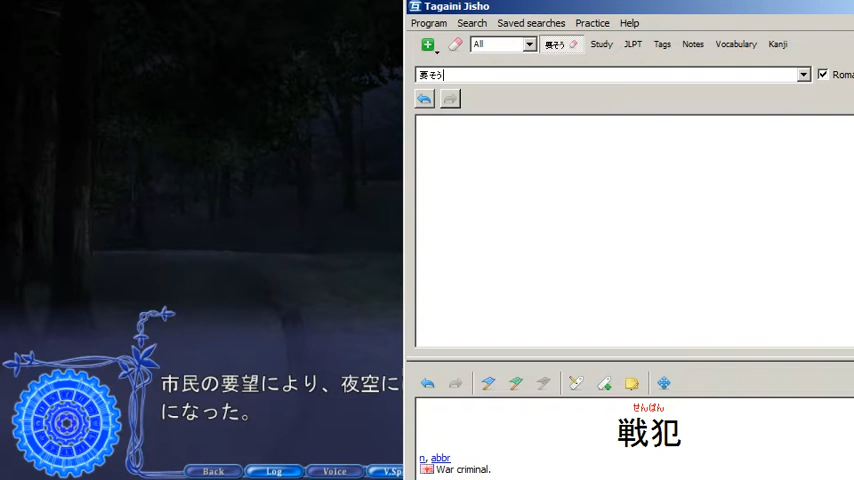 Tagaini Jisho
Program Search Saved searches Practice Help
All 要そう Study JLPT Tags Notes Vocabulary Kanji
要そう Roma
せんぱん
戦犯
n, abbr
War criminal.
市民の要望により、夜空に
になった。
Back Log Voice V.Sp